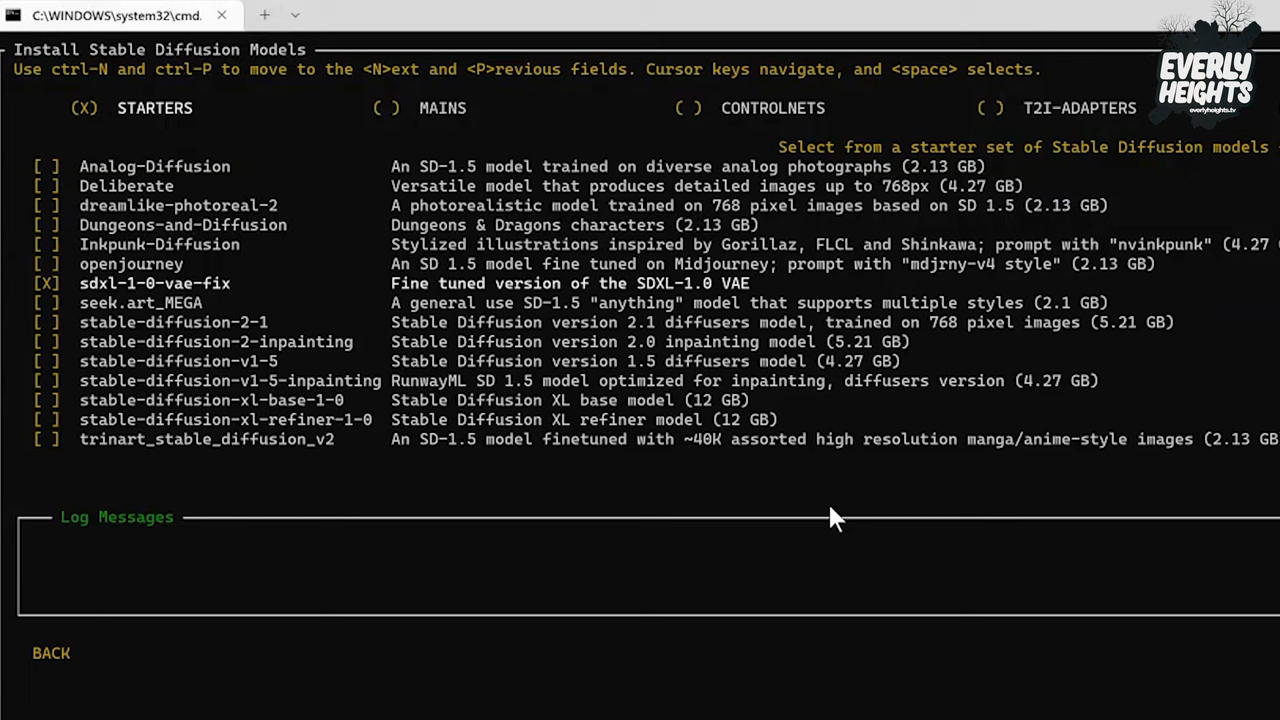 C:\WINDOWS\system32\cmd.
Install Stable Diffusion Models
Use ctrl-N and ctrl-P to move to the <N>ext and <P>revious fields. Cursor keys navigate, and <space> selects.
EVERLY
HEIGHTS
everlyheights.tv
(X) STARTERS ( ) MAINS ( ) CONTROLNETS ( ) T2I-ADAPTERS
Select from a starter set of Stable Diffusion models
[ ] Analog-Diffusion An SD-1.5 model trained on diverse analog photographs (2.13 GB)
[ ] Deliberate Versatile model that produces detailed images up to 768px (4.27 GB)
[ ] dreamlike-photoreal-2 A photorealistic model trained on 768 pixel images based on SD 1.5 (2.13 GB)
[ ] Dungeons-and-Diffusion Dungeons & Dragons characters (2.13 GB)
[ ] Inkpunk-Diffusion Stylized illustrations inspired by Gorillaz, FLCL and Shinkawa; prompt with "nvinkpunk" (4.27 G
[ ] openjourney An SD 1.5 model fine tuned on Midjourney; prompt with "mdjrny-v4 style" (2.13 GB)
[X] sdxl-1-0-vae-fix Fine tuned version of the SDXL-1.0 VAE
[ ] seek.art_MEGA A general use SD-1.5 "anything" model that supports multiple styles (2.1 GB)
[ ] stable-diffusion-2-1 Stable Diffusion version 2.1 diffusers model, trained on 768 pixel images (5.21 GB)
[ ] stable-diffusion-2-inpainting Stable Diffusion version 2.0 inpainting model (5.21 GB)
[ ] stable-diffusion-v1-5 Stable Diffusion version 1.5 diffusers model (4.27 GB)
[ ] stable-diffusion-v1-5-inpainting RunwayML SD 1.5 model optimized for inpainting, diffusers version (4.27 GB)
[ ] stable-diffusion-xl-base-1-0 Stable Diffusion XL base model (12 GB)
[ ] stable-diffusion-xl-refiner-1-0 Stable Diffusion XL refiner model (12 GB)
[ ] trinart_stable_diffusion_v2 An SD-1.5 model finetuned with ~40K assorted high resolution manga/anime-style images (2.13 GB
Log Messages
BACK